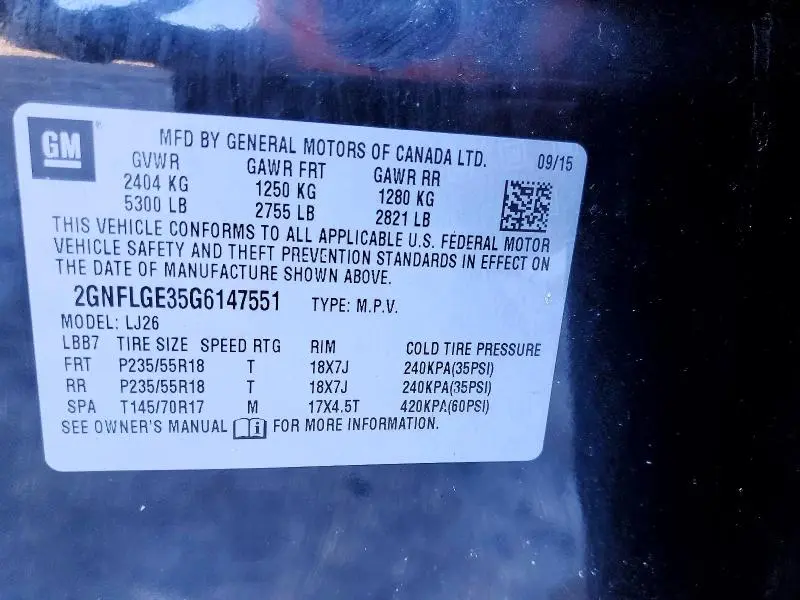 GM
MFD BY GENERAL MOTORS OF CANADA LTD.
09/15
GVWR GAWR FRT GAWR RR
2404 KG 1250 KG 1280 KG
5300 LB 2755 LB 2821 LB
THIS VEHICLE CONFORMS TO ALL APPLICABLE U.S. FEDERAL MOTOR
VEHICLE SAFETY AND THEFT PREVENTION STANDARDS IN EFFECT ON
THE DATE OF MANUFACTURE SHOWN ABOVE.
2GNFLGE35G6147551 TYPE: M.P.V.
MODEL: LJ26
LBB7 TIRE SIZE SPEED RTG RIM COLD TIRE PRESSURE
FRT P235/55R18 T 18X7J 240KPA(35PSI)
RR P235/55R18 T 18X7J 240KPA(35PSI)
SPA T145/70R17 M 17X4.5T 420KPA(60PSI)
SEE OWNER'S MANUAL i FOR MORE INFORMATION.